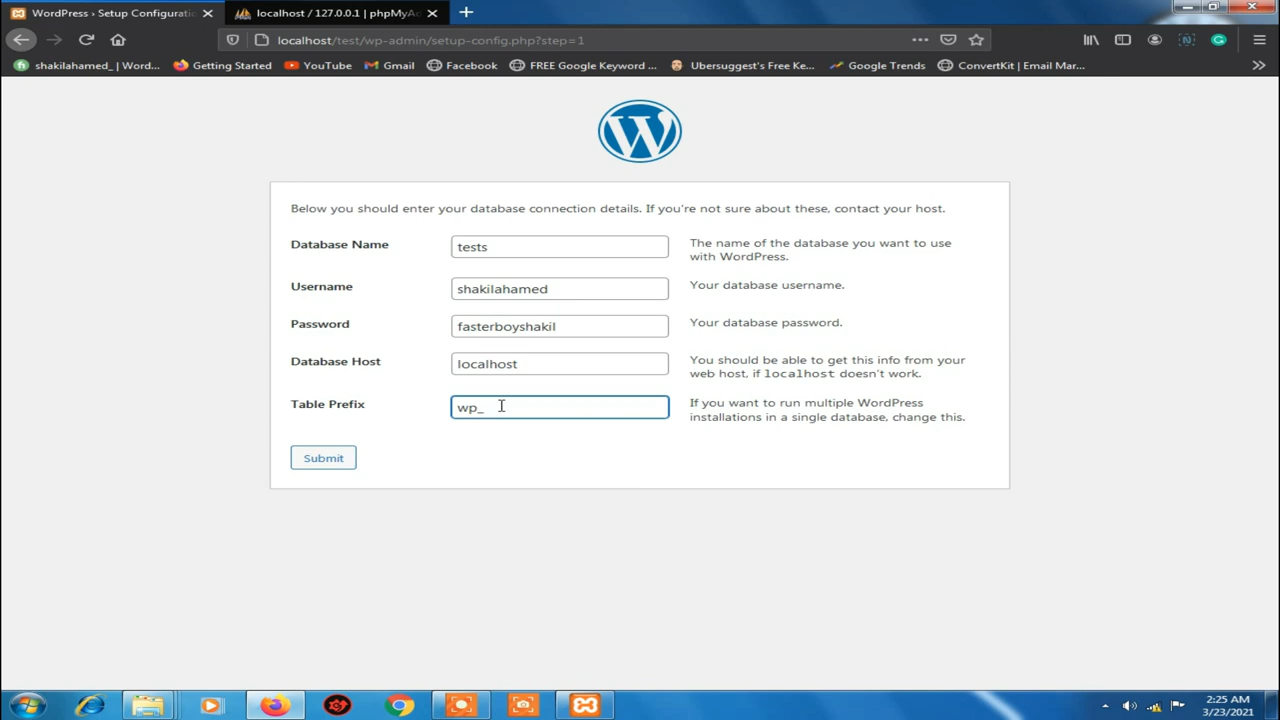 WordPress › Setup Configuratio
localhost / 127.0.0.1 | phpMyAd
localhost/test/wp-admin/setup-config.php?step=1
shakilahamed_ | Word...
Getting Started
YouTube
Gmail
Facebook
FREE Google Keyword ...
Ubersuggest's Free Ke...
Google Trends
ConvertKit | Email Mar...
Below you should enter your database connection details. If you're not sure about these, contact your host.
Database Name
tests
The name of the database you want to use
with WordPress.
Username
shakilahamed
Your database username.
Password
fasterboyshakil
Your database password.
Database Host
localhost
You should be able to get this info from your
web host, if localhost doesn't work.
Table Prefix
wp_
If you want to run multiple WordPress
installations in a single database, change this.
Submit
2:25 AM
3/23/2021